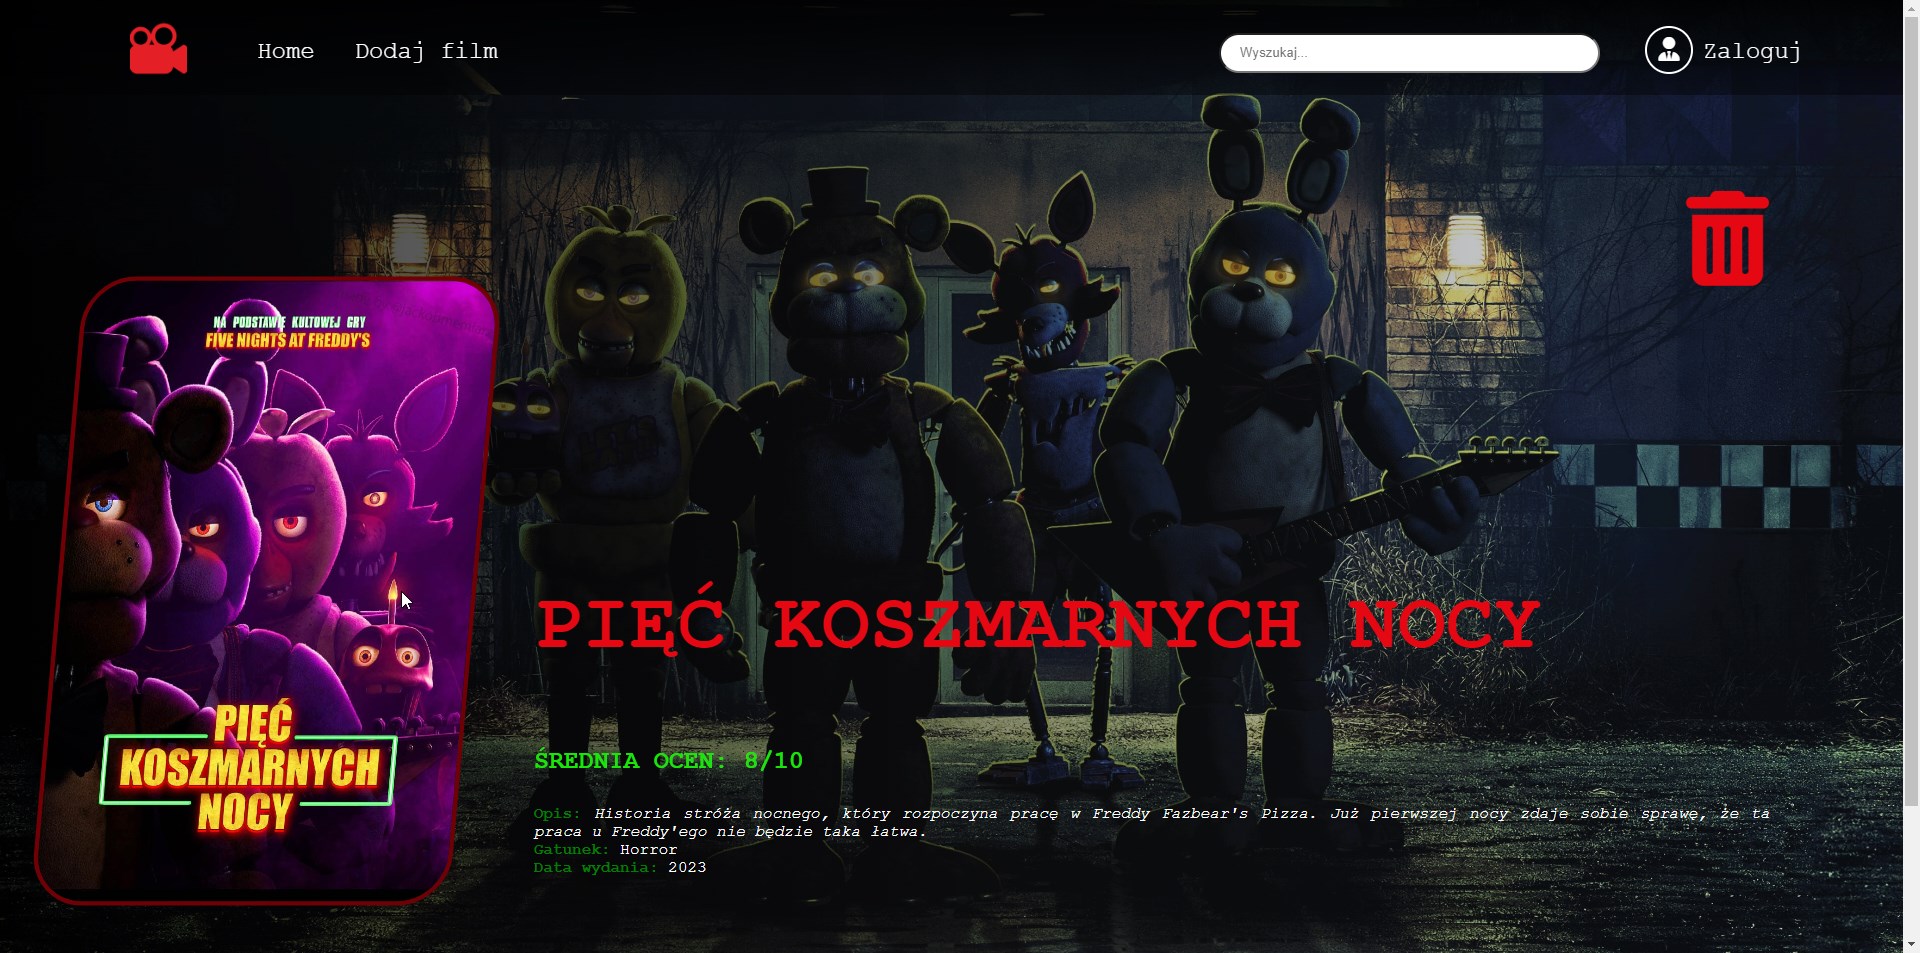 Home Dodaj film Wyszukaj... Zaloguj
NA PODSTAWIE KULTOWEJ GRY
FIVE NIGHTS AT FREDDY'S
PIĘĆ
KOSZMARNYCH
NOCY
PIĘĆ KOSZMARNYCH NOCY
ŚREDNIA OCEN: 8/10
Opis: Historia stróża nocnego, który rozpoczyna pracę w Freddy Fazbear's Pizza. Już pierwszej nocy zdaje sobie sprawę, że ta
praca u Freddy'ego nie będzie taka łatwa.
Gatunek: Horror
Data wydania: 2023